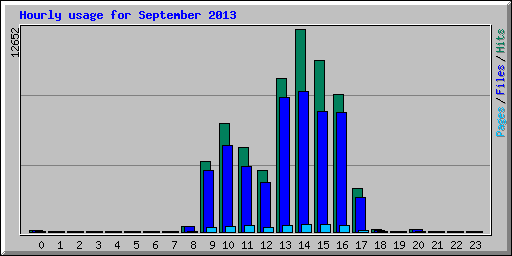 Hourly usage for September 2013
12652
Pages / Files / Hits
0 1 2 3 4 5 6 7 8 9 10 11 12 13 14 15 16 17 18 19 20 21 22 23